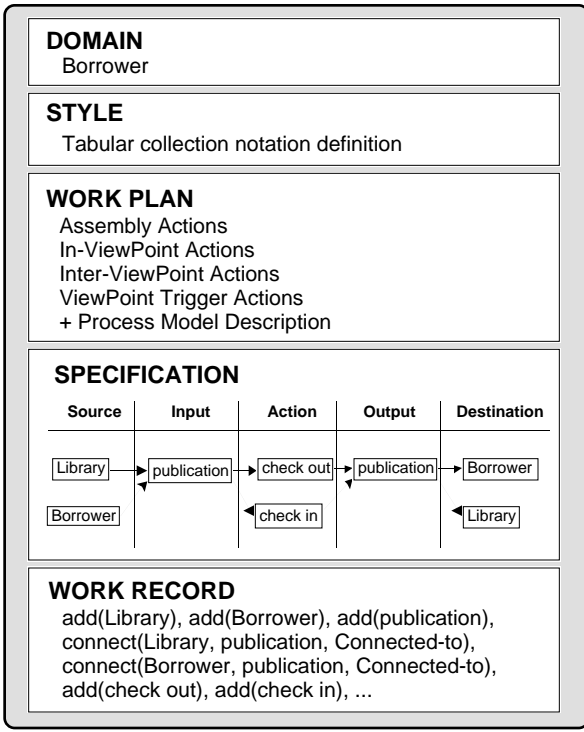 DOMAIN
Borrower
STYLE
Tabular collection notation definition
WORK PLAN
Assembly Actions
In-ViewPoint Actions
Inter-ViewPoint Actions
ViewPoint Trigger Actions
+ Process Model Description
SPECIFICATION
Source Input Action Output Destination
Library publication check out publication Borrower
Borrower check in Library
WORK RECORD
add(Library), add(Borrower), add(publication),
connect(Library, publication, Connected-to),
connect(Borrower, publication, Connected-to),
add(check out), add(check in), ...